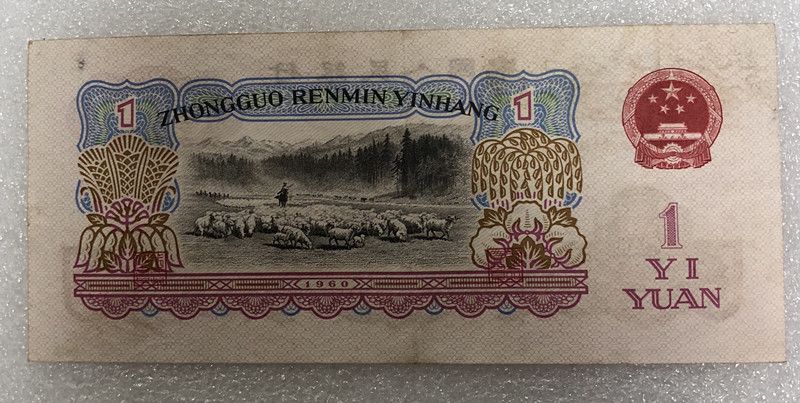 1
ZHONGGUO RENMIN YINHANG
1
1960
1
YI
YUAN